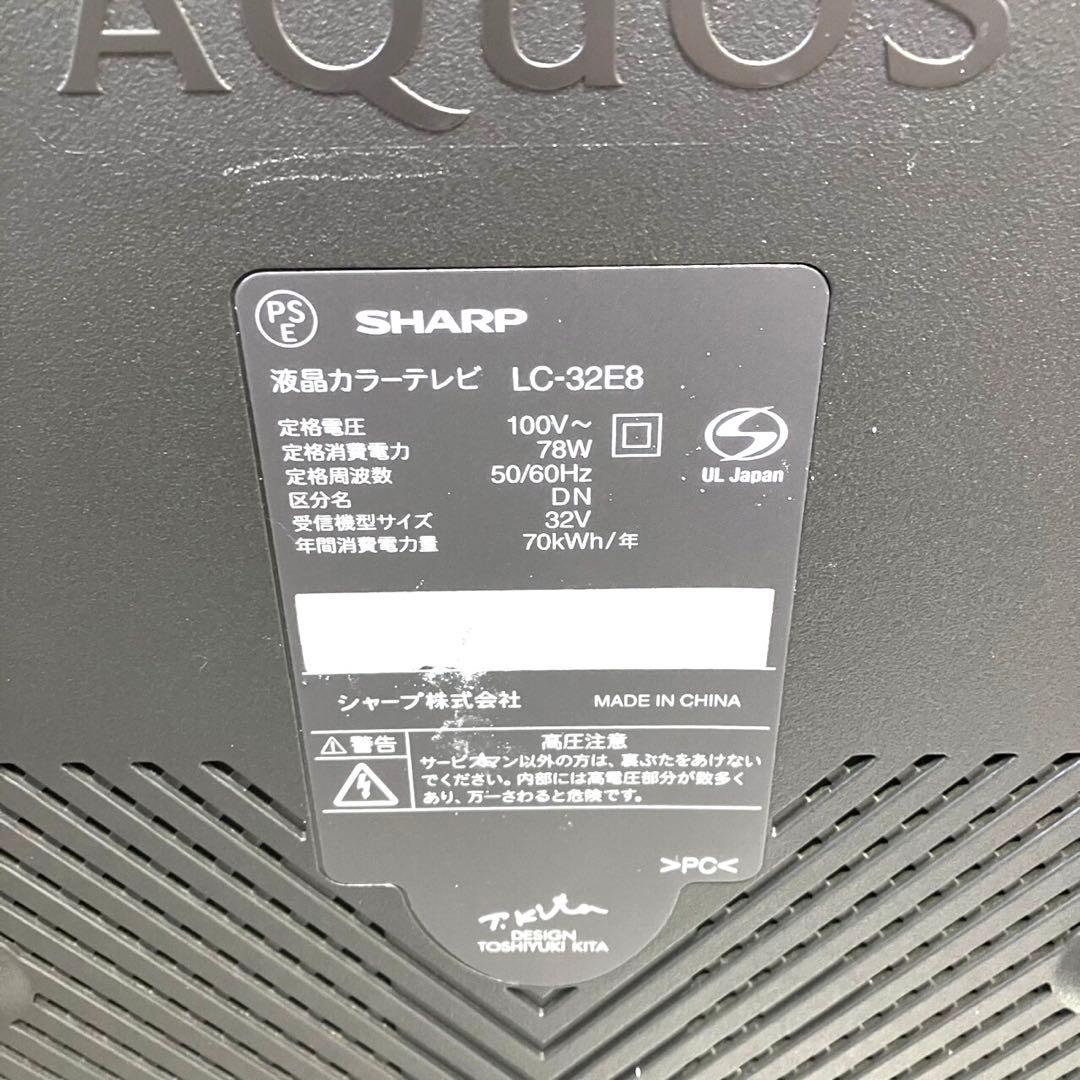 AQUOS
PS
E
SHARP
液晶カラーテレビ LC-32E8
定格電圧 100V～
定格消費電力 78W
定格周波数 50/60Hz
区分名 DN
受信機型サイズ 32V
年間消費電力量 70kWh/年
UL Japan
シャープ株式会社 MADE IN CHINA
警告 高圧注意
サービスマン以外の方は、裏ぶたをあけない
でください。内部には高電圧部分が数多く
あり、万一さわると危険です。
>PC<
T. Kita
DESIGN
TOSHIYUKI KITA